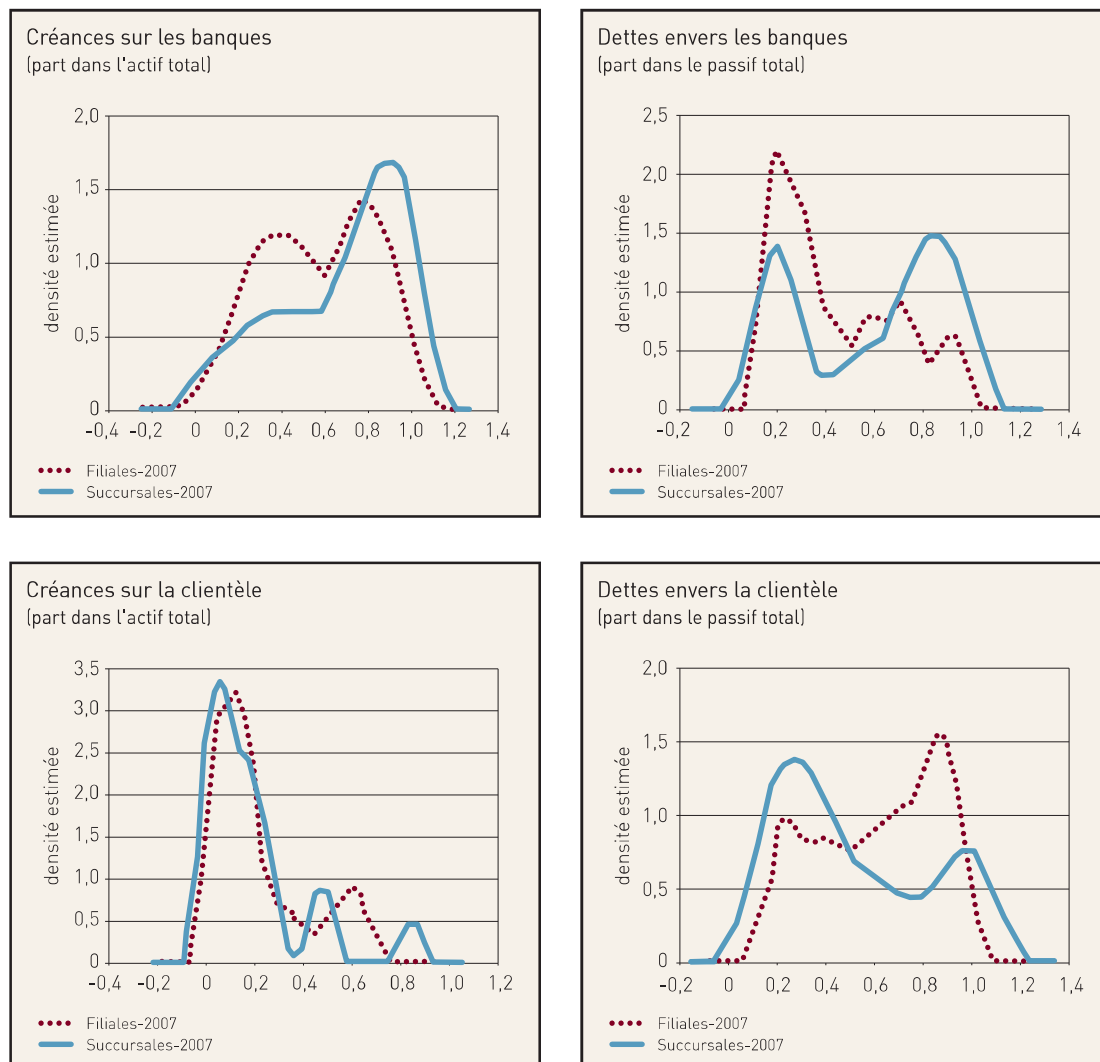 Créances sur les banques
(part dans l'actif total)
densité estimée
2,0
1,5
1,0
0,5
0
-0,4 -0,2 0 0,2 0,4 0,6 0,8 1,0 1,2 1,4
Filiales-2007
Succursales-2007
Dettes envers les banques
(part dans le passif total)
densité estimée
2,5
2,0
1,5
1,0
0,5
0
-0,2 0 0,2 0,4 0,6 0,8 1,0 1,2 1,4
Filiales-2007
Succursales-2007
Créances sur la clientèle
(part dans l'actif total)
densité estimée
3,5
3,0
2,5
2,0
1,5
1,0
0,5
0
-0,4 -0,2 0 0,2 0,4 0,6 0,8 1,0 1,2
Filiales-2007
Succursales-2007
Dettes envers la clientèle
(part dans le passif total)
densité estimée
2,0
1,5
1,0
0,5
0
-0,2 0 0,2 0,4 0,6 0,8 1,0 1,2 1,4
Filiales-2007
Succursales-2007